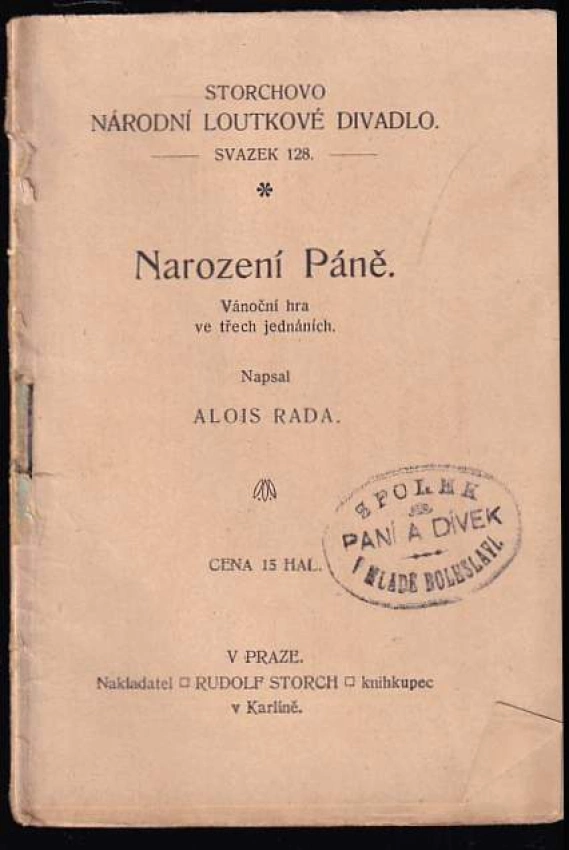 STORCHOVO
NÁRODNÍ LOUTKOVÉ DIVADLO.
SVAZEK 128.
Narození Páně.
Vánoční hra
ve třech jednáních.
Napsal
ALOIS RADA.
CENA 15 HAL.
SPOLEK
PANÍ A DÍVEK
MLADÉ BOLESLAVI.
V PRAZE.
Nakladatel □ RUDOLF STORCH □ knihkupec
v Karlíně.